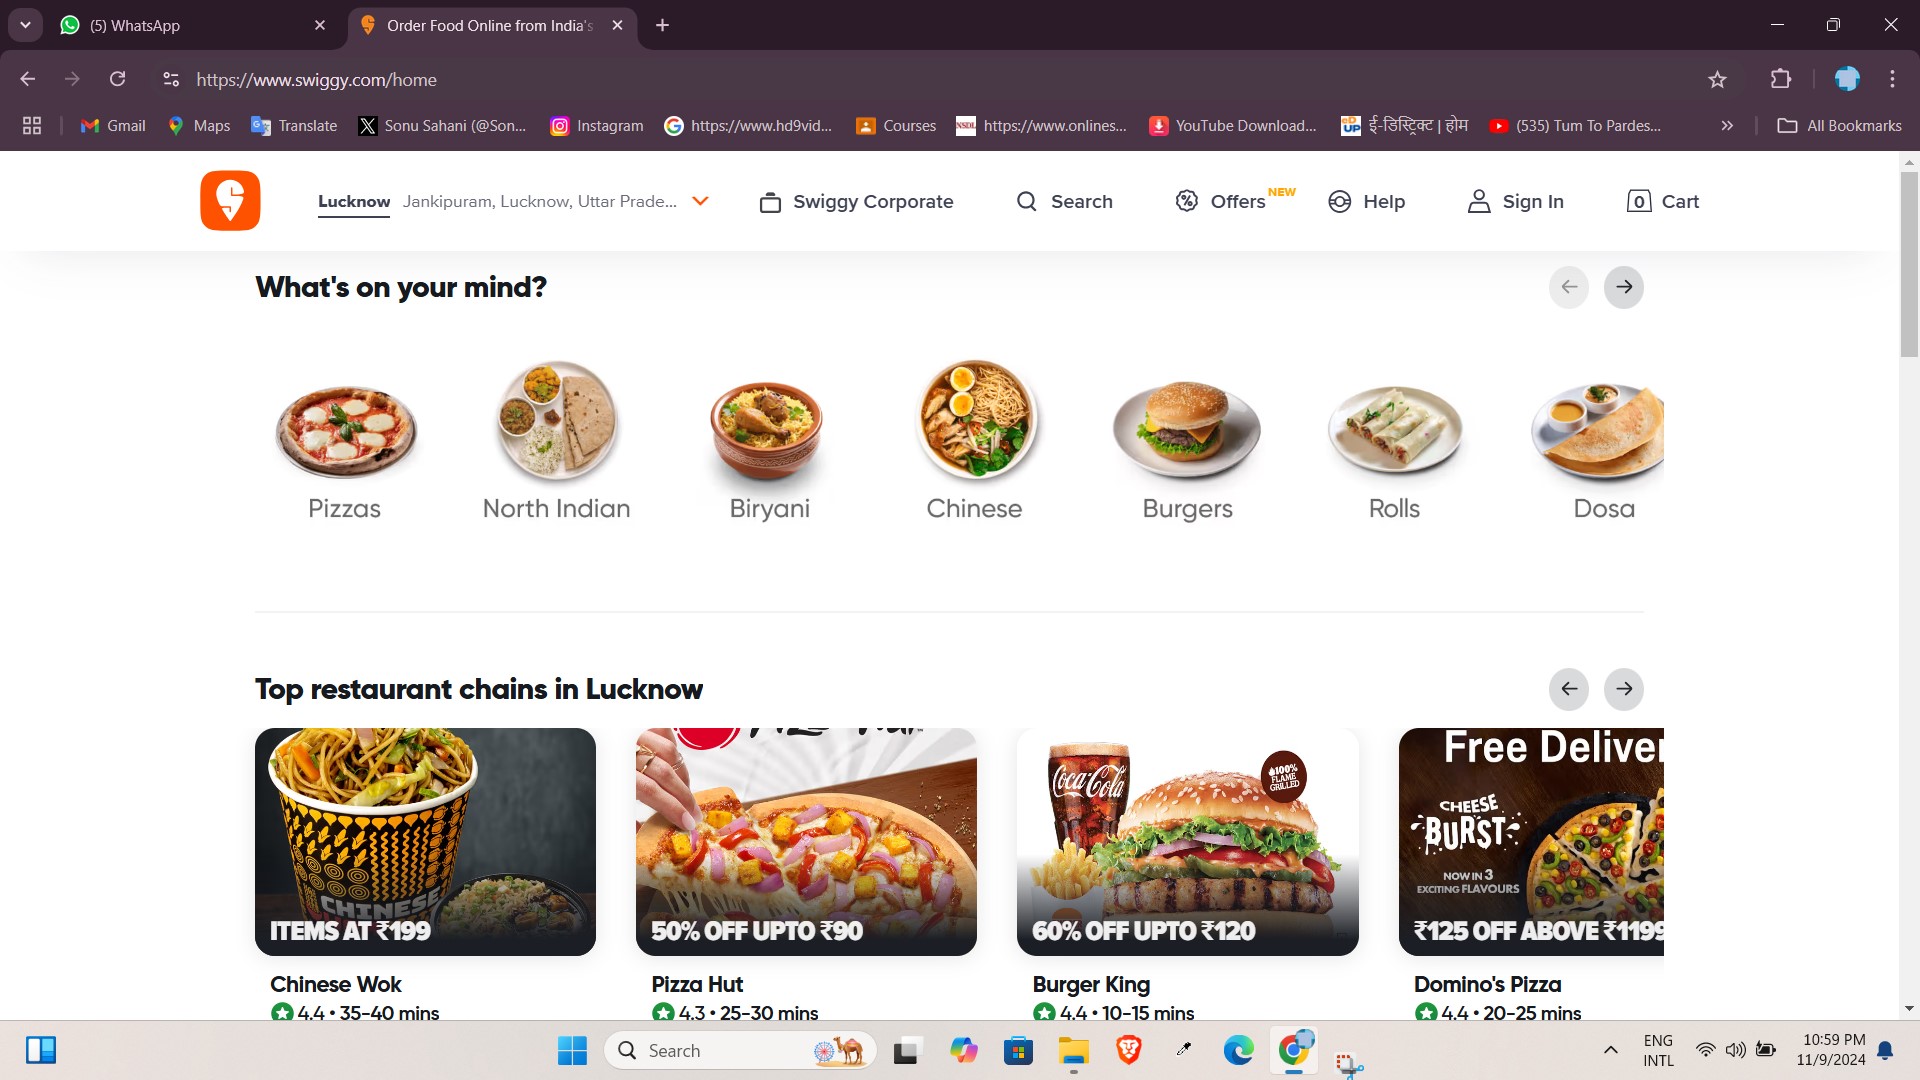 (5) WhatsApp
Order Food Online from India's
https://www.swiggy.com/home
Gmail
Maps
Translate
Sonu Sahani (@Son...
Instagram
https://www.hd9vid...
Courses
https://www.onlines...
YouTube Download...
ई-डिस्ट्रिक्ट | होम
(535) Tum To Pardes...
All Bookmarks
Lucknow Jankipuram, Lucknow, Uttar Prade...
Swiggy Corporate
Search
Offers NEW
Help
Sign In
0 Cart
What's on your mind?
Pizzas
North Indian
Biryani
Chinese
Burgers
Rolls
Dosa
Top restaurant chains in Lucknow
CHINESE
ITEMS AT ₹199
50% OFF UPTO ₹90
Coca-Cola
100%
FLAME
GRILLED
60% OFF UPTO ₹120
Free Deliver
CHEESE
BURST
NOW IN 3
EXCITING FLAVOURS
₹125 OFF ABOVE ₹1199
Chinese Wok
4.4 • 35-40 mins
Pizza Hut
4.3 • 25-30 mins
Burger King
4.4 • 10-15 mins
Domino's Pizza
4.4 • 20-25 mins
Search
ENG
INTL
10:59 PM
11/9/2024